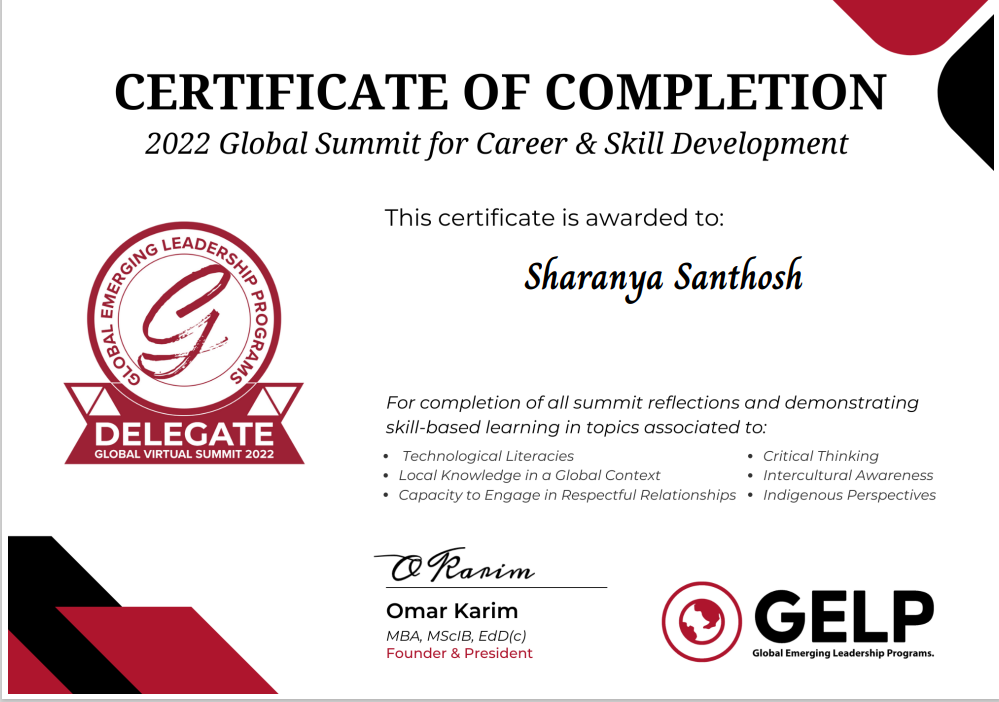 CERTIFICATE OF COMPLETION
2022 Global Summit for Career & Skill Development
This certificate is awarded to:
Sharanya Santhosh
GLOBAL EMERGING LEADERSHIP PROGRAMS
G
DELEGATE
GLOBAL VIRTUAL SUMMIT 2022
For completion of all summit reflections and demonstrating
skill-based learning in topics associated to:
• Technological Literacies
• Local Knowledge in a Global Context
• Capacity to Engage in Respectful Relationships
• Critical Thinking
• Intercultural Awareness
• Indigenous Perspectives
O Karim
Omar Karim
MBA, MScIB, EdD(c)
Founder & President
GELP
Global Emerging Leadership Programs.